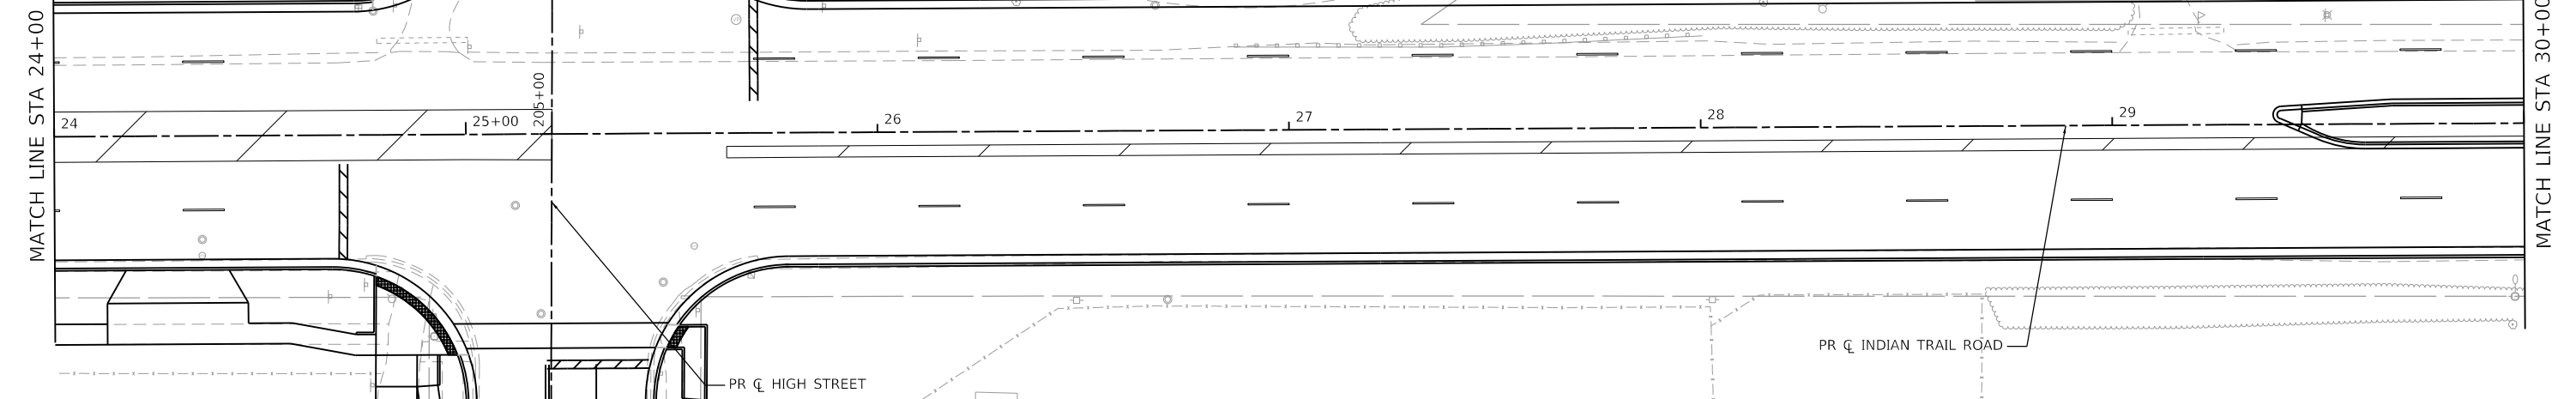 MATCH LINE STA 24+00
24
25+00
205+00
26
27
28
29
MATCH LINE STA 30+00
PR ℄ INDIAN TRAIL ROAD
PR ℄ HIGH STREET